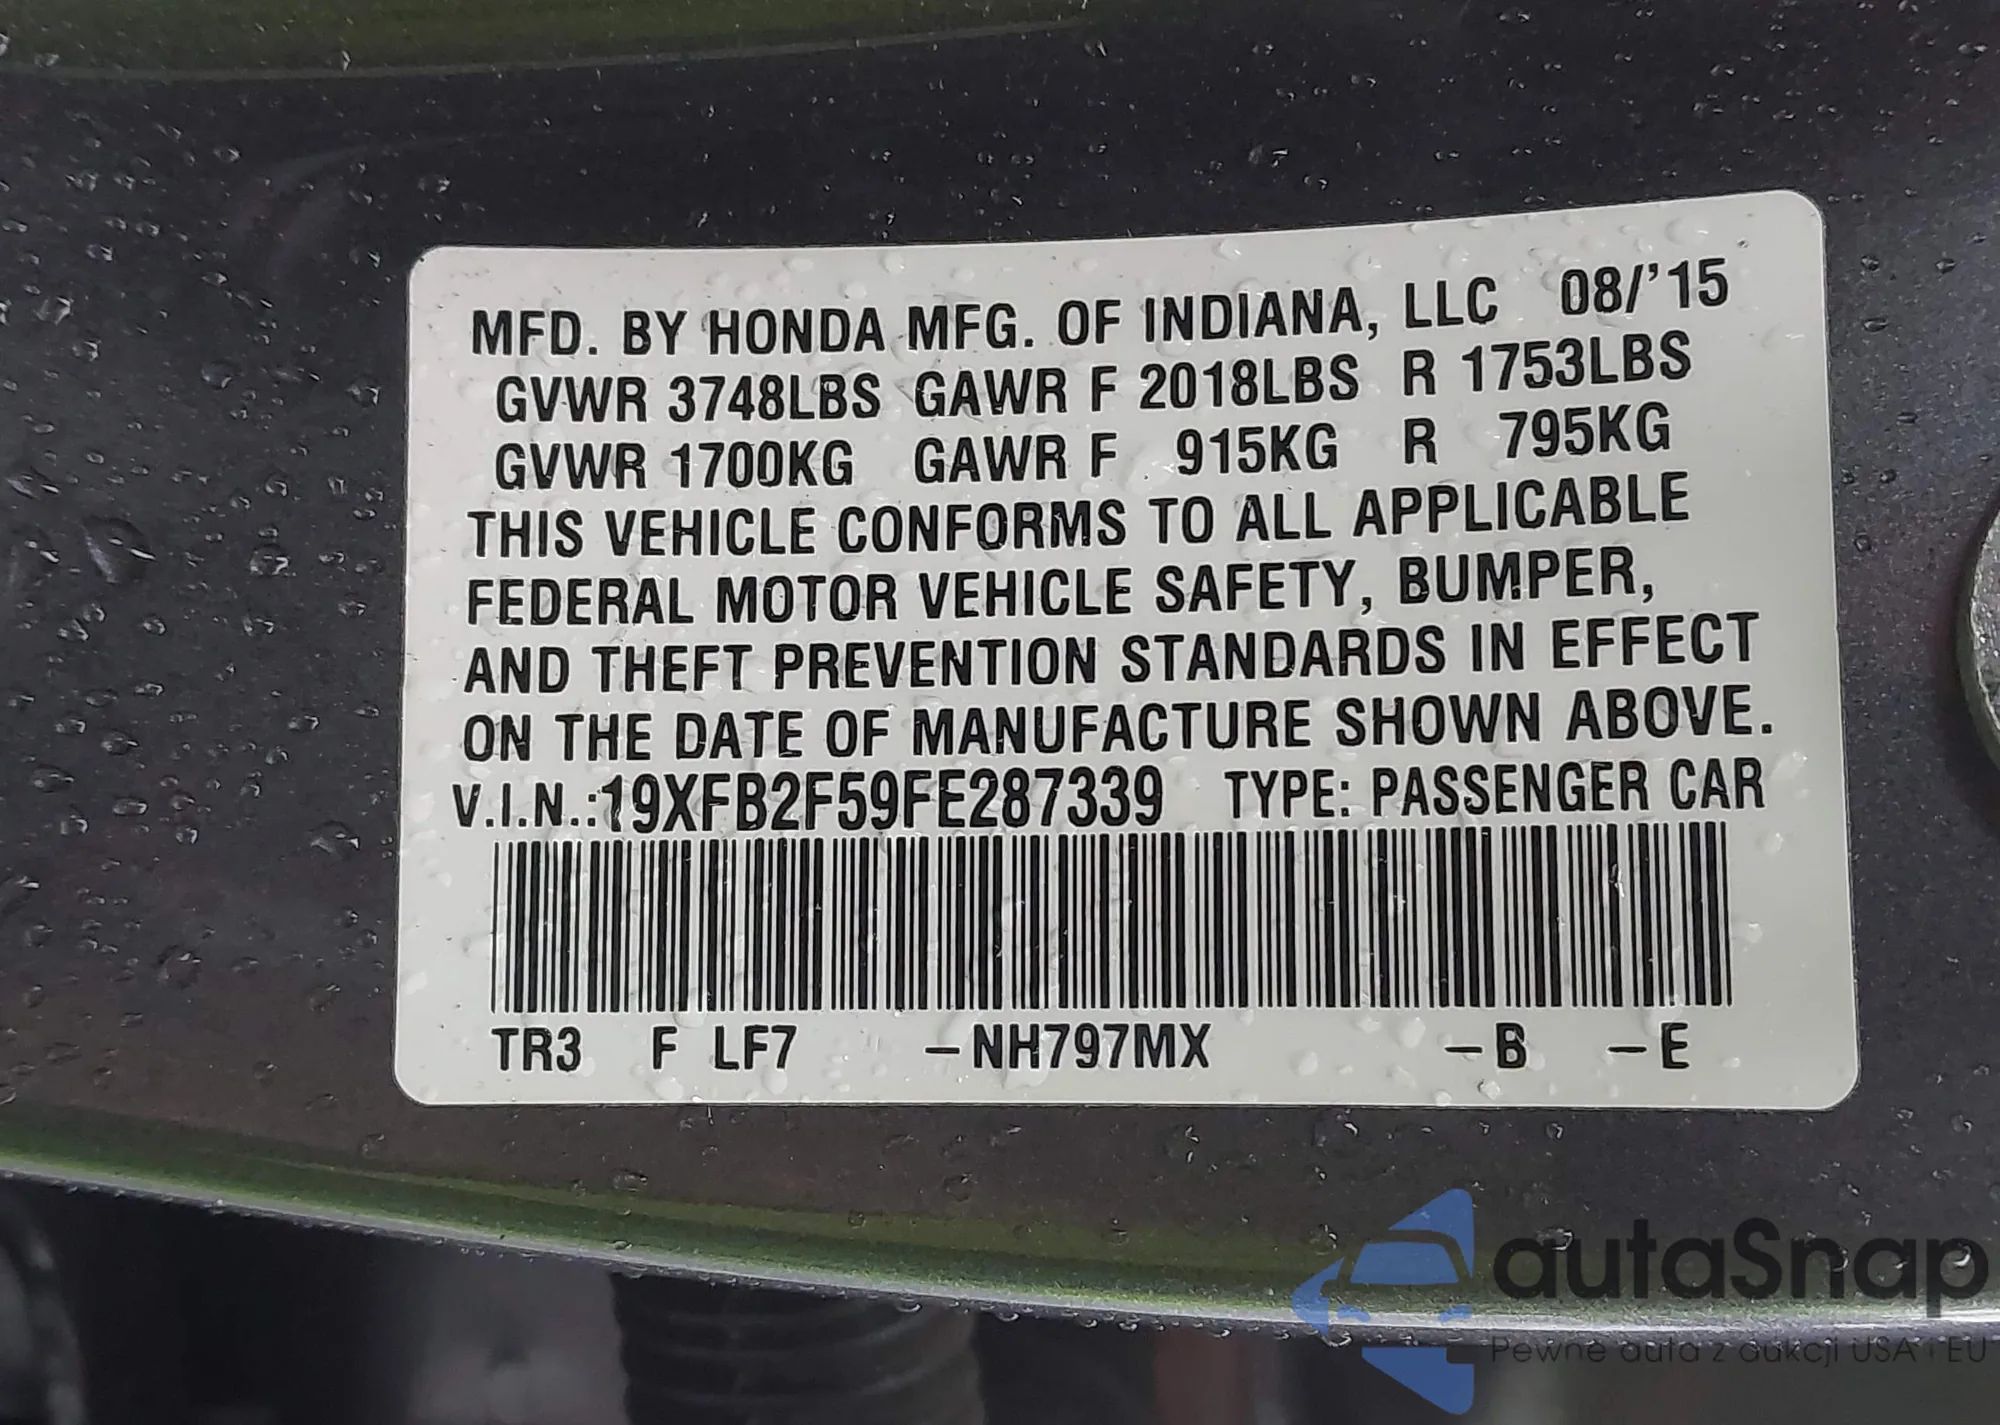 MFD. BY HONDA MFG. OF INDIANA, LLC 08/'15
GVWR 3748LBS GAWR F 2018LBS R 1753LBS
GVWR 1700KG GAWR F 915KG R 795KG
THIS VEHICLE CONFORMS TO ALL APPLICABLE
FEDERAL MOTOR VEHICLE SAFETY, BUMPER,
AND THEFT PREVENTION STANDARDS IN EFFECT
ON THE DATE OF MANUFACTURE SHOWN ABOVE.
V.I.N.:19XFB2F59FE287339 TYPE: PASSENGER CAR
TR3 F LF7 –NH797MX –B –E
autaSnap
Pewne auta z aukcji USA i EU